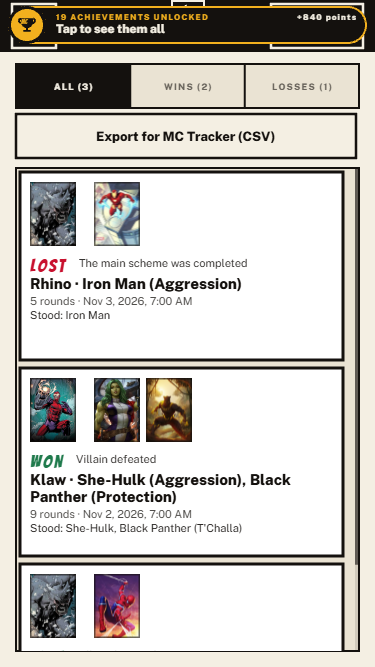 19 ACHIEVEMENTS UNLOCKED
+840 points
Tap to see them all
ALL (3)
WINS (2)
LOSSES (1)
Export for MC Tracker (CSV)
LOST
The main scheme was completed
Rhino · Iron Man (Aggression)
5 rounds · Nov 3, 2026, 7:00 AM
Stood: Iron Man
WON
Villain defeated
Klaw · She-Hulk (Aggression), Black
Panther (Protection)
9 rounds · Nov 2, 2026, 7:00 AM
Stood: She-Hulk, Black Panther (T'Challa)